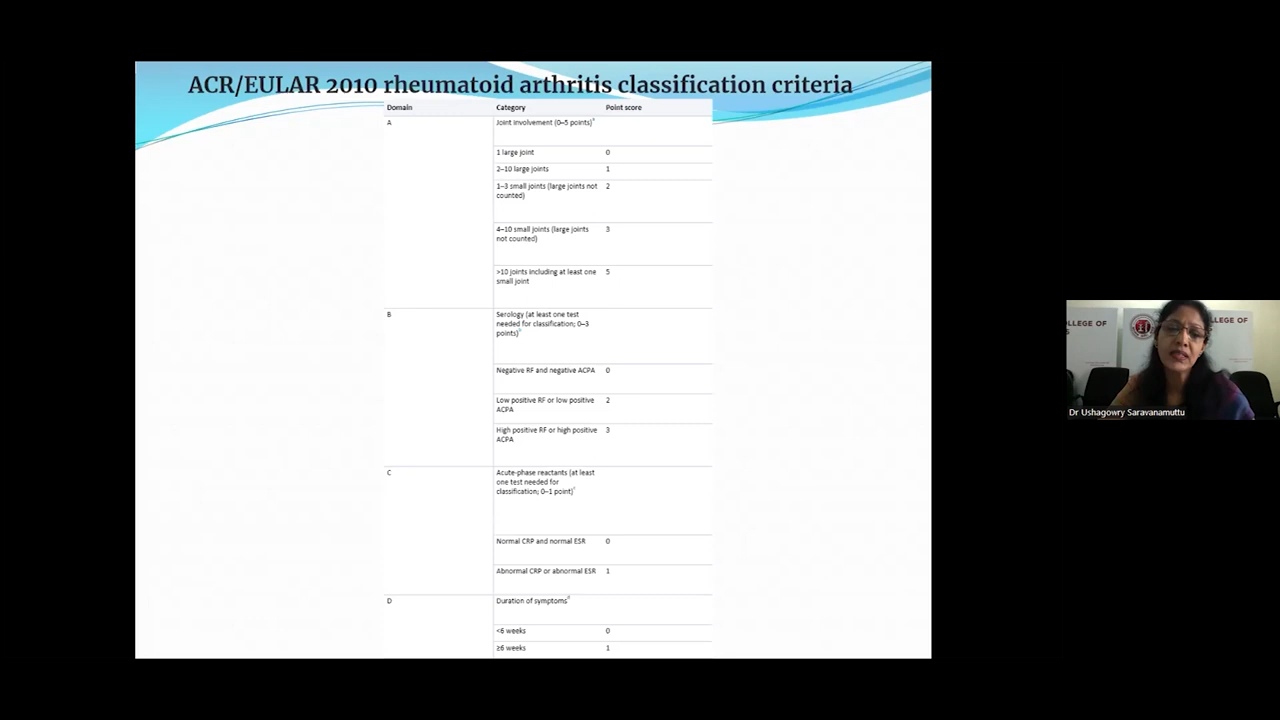 ACR/EULAR 2010 rheumatoid arthritis classification criteria
Domain Category Point score
A Joint involvement (0–5 points)a
1 large joint 0
2–10 large joints 1
1–3 small joints (large joints not 2
counted)
4–10 small joints (large joints 3
not counted)
>10 joints including at least one 5
small joint
B Serology (at least one test
needed for classification; 0–3
points)b
Negative RF and negative ACPA 0
Low positive RF or low positive 2
ACPA
High positive RF or high positive 3
ACPA
C Acute-phase reactants (at least
one test needed for
classification; 0–1 point)c
Normal CRP and normal ESR 0
Abnormal CRP or abnormal ESR 1
D Duration of symptomsd
<6 weeks 0
≥6 weeks 1
LLEGE OF
S
LEGE OF
Dr Ushagowry Saravanamuttu